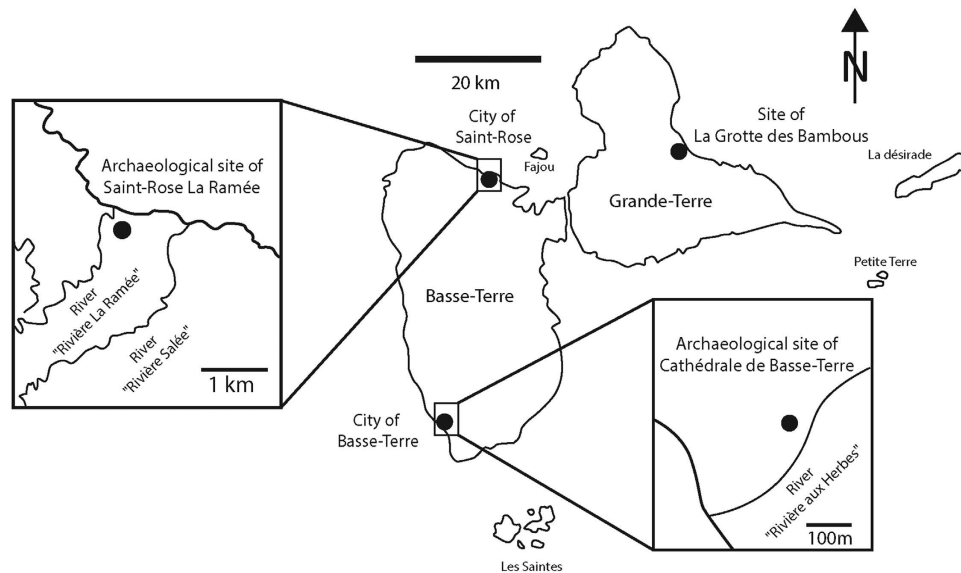 N
20 km
City of
Saint-Rose
Fajou
Site of
La Grotte des Bambous
La désirade
Archaeological site of
Saint-Rose La Ramée
Grande-Terre
River
"Rivière La Ramée"
River
"Rivière Salée"
1 km
Petite Terre
Basse-Terre
Archaeological site of
Cathédrale de Basse-Terre
City of
Basse-Terre
River
"Rivière aux Herbes"
100m
Les Saintes